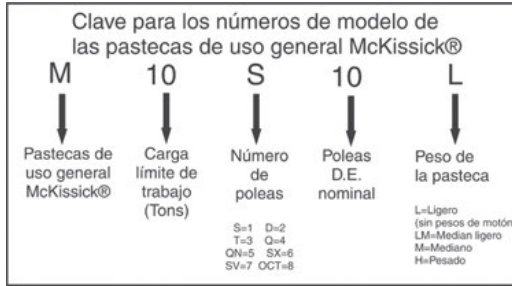 Clave para los números de modelo de
las pastecas de uso general McKissick®
M 10 S 10 L
Pastecas de
uso general
McKissick®
Carga
límite de
trabajo
(Tons)
Número
de
poleas
S=1 D=2
T=3 Q=4
QN=5 SX=6
SV=7 OCT=8
Poleas
D.E.
nominal
Peso de
la pasteca
L=Ligero
(sin pesos de motón
LM=Median ligero
M=Mediano
H=Pesado